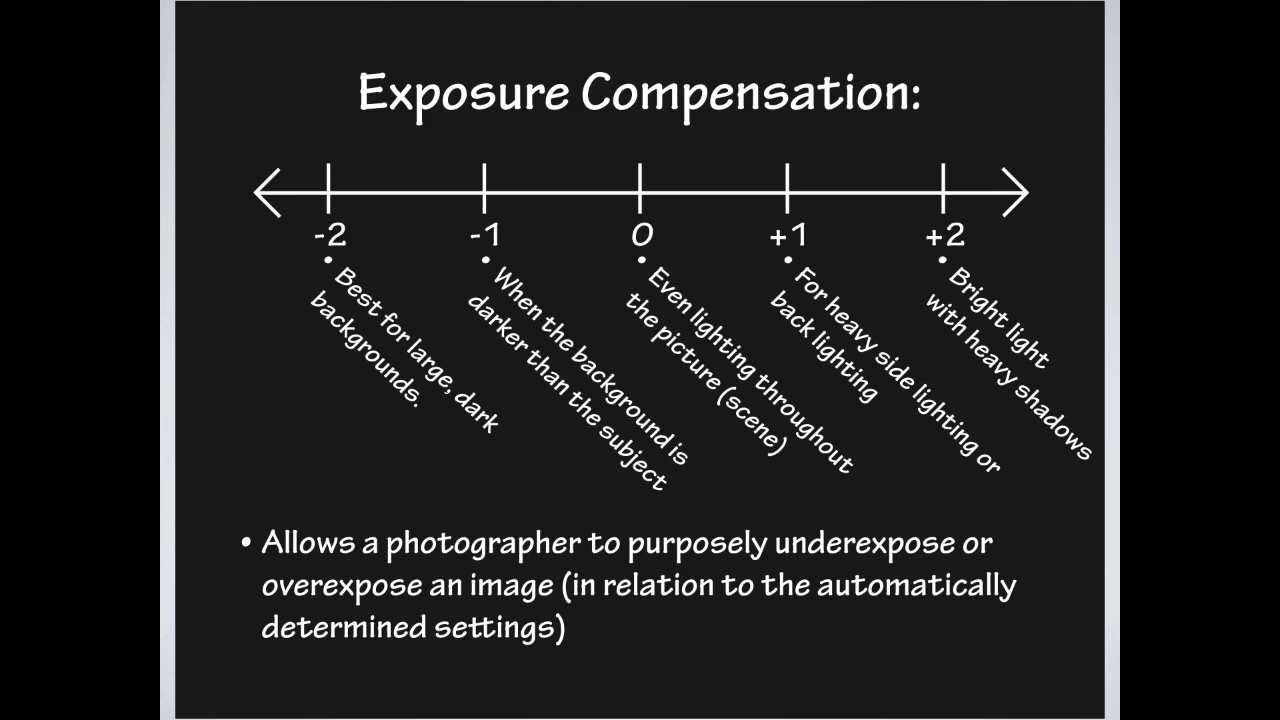 Exposure Compensation:
-2
-1
0
+1
+2
• Best for large, dark
backgrounds.
• When the background is
darker than the subject
• Even lighting throughout
the picture (scene)
• For heavy side lighting or
back lighting
• Bright light
with heavy shadows
• Allows a photographer to purposely underexpose or
overexpose an image (in relation to the automatically
determined settings)